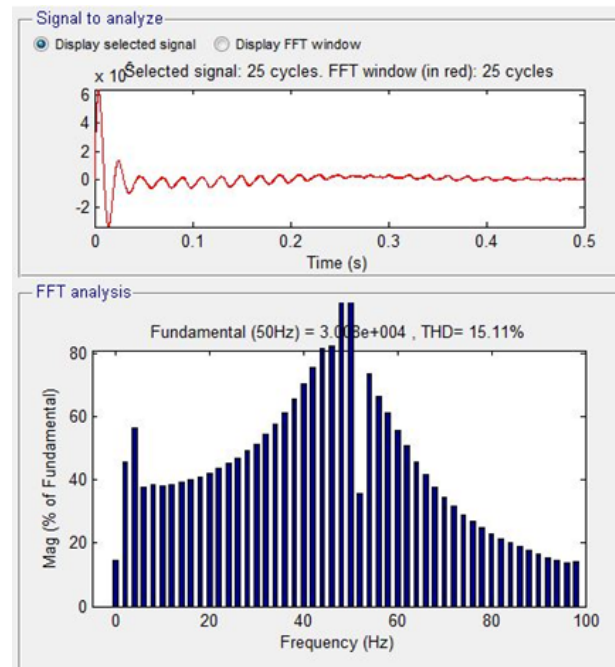 Signal to analyze
Display selected signal Display FFT window
Selected signal: 25 cycles. FFT window (in red): 25 cycles
6
4
2
0
-2
0 0.1 0.2 0.3 0.4 0.5
Time (s)
FFT analysis
Fundamental (50Hz) = 3.008e+004 , THD= 15.11%
80
60
40
20
0
Mag (% of Fundamental)
0 20 40 60 80 100
Frequency (Hz)